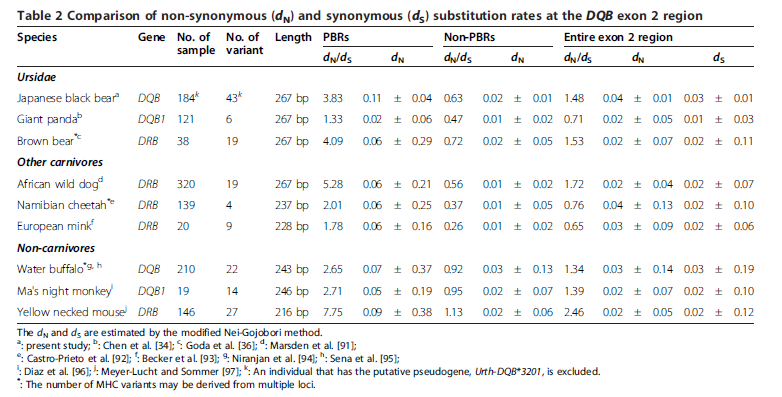 Table 2 Comparison of non-synonymous (dN) and synonymous (dS) substitution rates at the DQB exon 2 region
Species Gene No. of sample No. of variant Length PBRs Non-PBRs Entire exon 2 region
dN/dS dN dN/dS dN dN/dS dN dS
Ursidae
Japanese black bearᵃ DQB 184ᵏ 43ᵏ 267 bp 3.83 0.11 ± 0.04 0.63 0.02 ± 0.01 1.48 0.04 ± 0.01 0.03 ± 0.01
Giant pandaᵇ DQB1 121 6 267 bp 1.33 0.02 ± 0.06 0.47 0.01 ± 0.02 0.71 0.02 ± 0.05 0.01 ± 0.03
Brown bear*ᶜ DRB 38 19 267 bp 4.09 0.06 ± 0.29 0.72 0.02 ± 0.05 1.53 0.02 ± 0.07 0.02 ± 0.11
Other carnivores
African wild dogᵈ DRB 320 19 267 bp 5.28 0.06 ± 0.21 0.56 0.01 ± 0.02 1.72 0.02 ± 0.04 0.02 ± 0.07
Namibian cheetah*ᵉ DRB 139 4 237 bp 2.01 0.06 ± 0.25 0.37 0.01 ± 0.05 0.76 0.04 ± 0.13 0.02 ± 0.10
European minkᶠ DRB 20 9 228 bp 1.78 0.06 ± 0.16 0.26 0.01 ± 0.02 0.65 0.03 ± 0.09 0.02 ± 0.06
Non-carnivores
Water buffalo*ᵍ, ʰ DQB 210 22 243 bp 2.65 0.07 ± 0.37 0.92 0.03 ± 0.13 1.34 0.03 ± 0.14 0.03 ± 0.19
Ma's night monkeyⁱ DQB1 19 14 246 bp 2.71 0.05 ± 0.19 0.95 0.02 ± 0.07 1.39 0.02 ± 0.07 0.02 ± 0.10
Yellow necked mouseʲ DRB 146 27 216 bp 7.75 0.09 ± 0.38 1.13 0.02 ± 0.06 2.46 0.02 ± 0.05 0.02 ± 0.12
The dN and dS are estimated by the modified Nei-Gojobori method.
ᵃ: present study; ᵇ: Chen et al. [34]; ᶜ: Goda et al. [36]; ᵈ: Marsden et al. [91];
ᵉ: Castro-Prieto et al. [92]; ᶠ: Becker et al. [93]; ᵍ: Niranjan et al. [94]; ʰ: Sena et al. [95];
ⁱ: Diaz et al. [96]; ʲ: Meyer-Lucht and Sommer [97]; ᵏ: An individual that has the putative pseudogene, Urth-DQB*3201, is excluded.
*: The number of MHC variants may be derived from multiple loci.